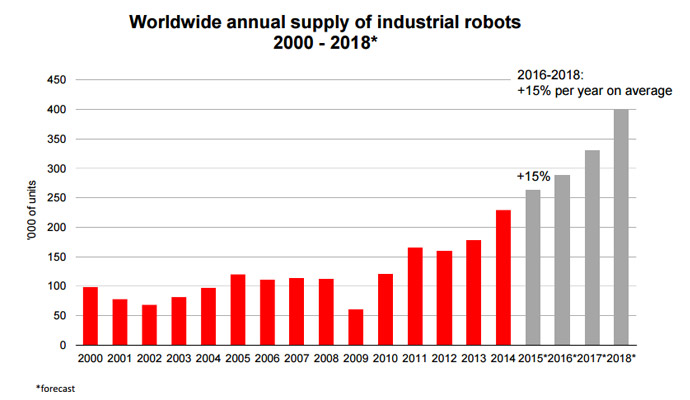 Worldwide annual supply of industrial robots
2000 - 2018*
2016-2018:
+15% per year on average
+15%
'000 of units
450
400
350
300
250
200
150
100
50
0
2000 2001 2002 2003 2004 2005 2006 2007 2008 2009 2010 2011 2012 2013 2014 2015* 2016* 2017* 2018*
*forecast